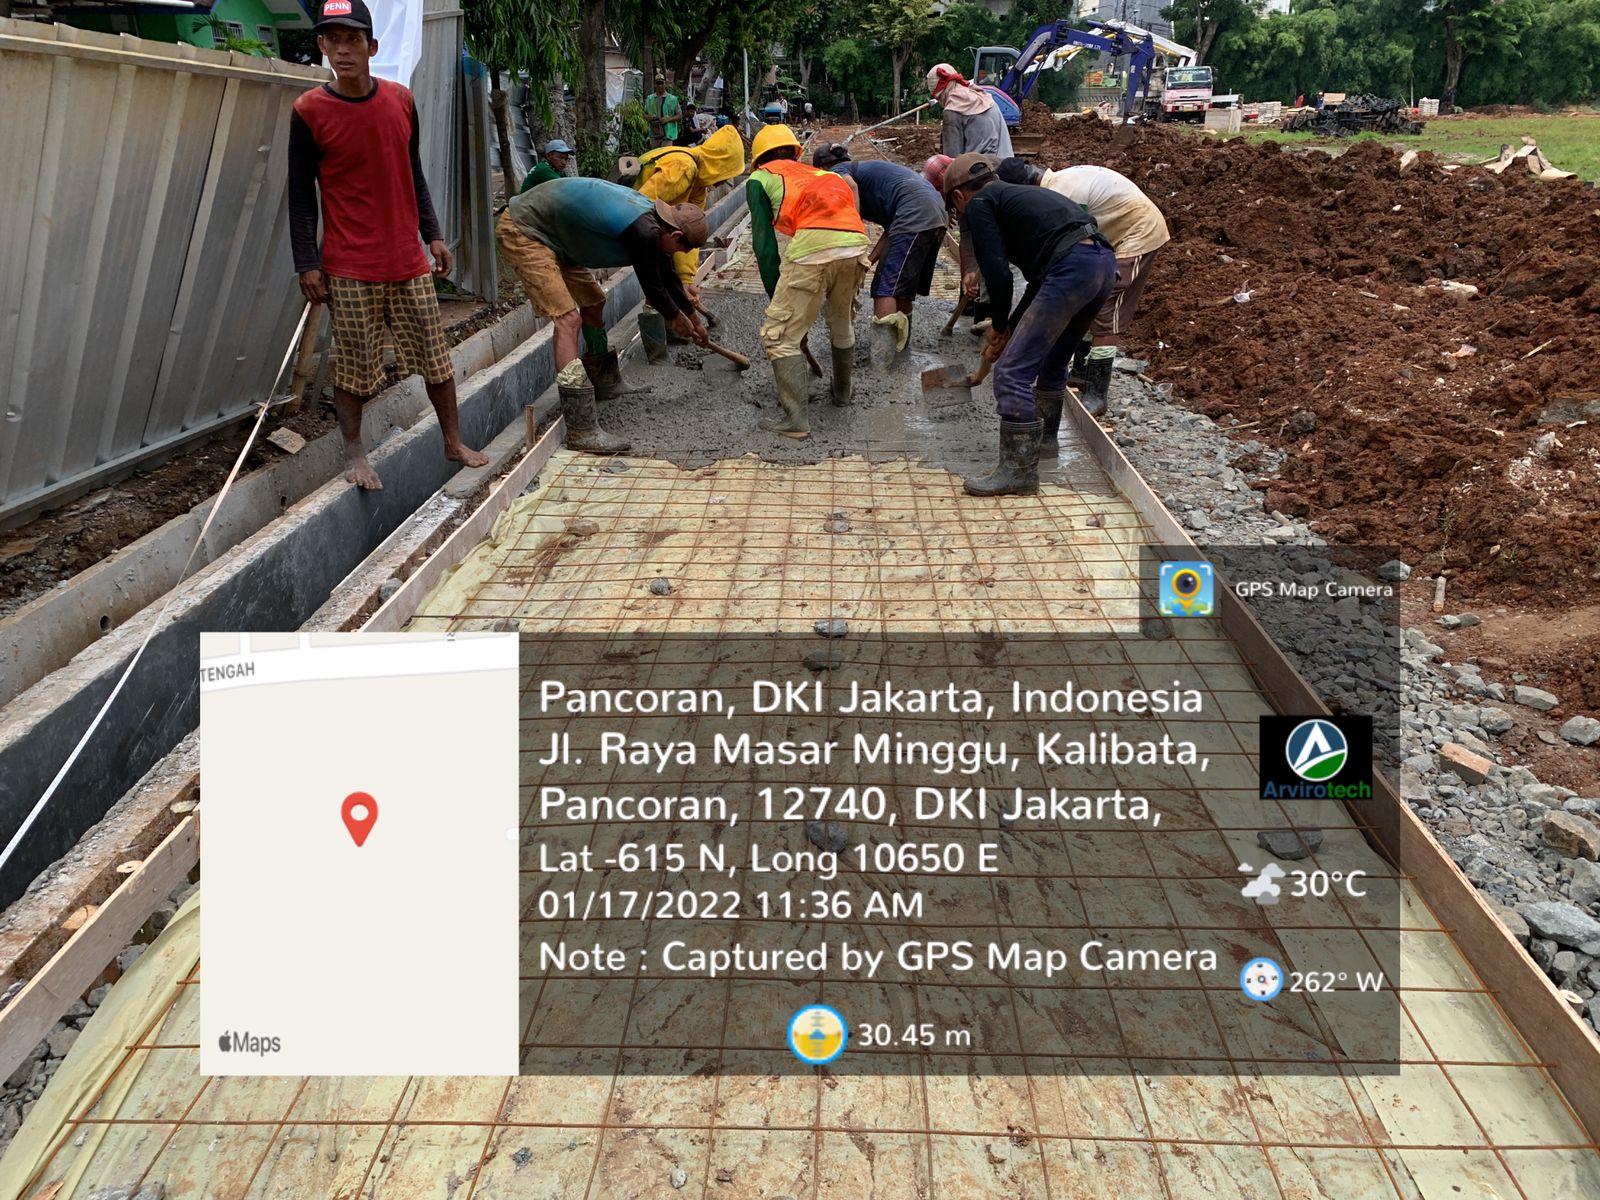 PENN
GPS Map Camera
TENGAH
Pancoran, DKI Jakarta, Indonesia
Jl. Raya Masar Minggu, Kalibata,
Pancoran, 12740, DKI Jakarta,
Lat -615 N, Long 10650 E
01/17/2022 11:36 AM
Note : Captured by GPS Map Camera
Arvirotech
30°C
262° W
30.45 m
Maps